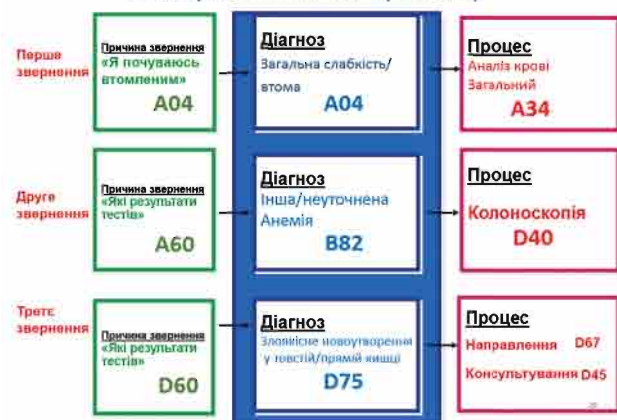 Перше
звернення
Причина звернення
«Я почуваюсь
втомленим»
A04
Діагноз
Загальна слабкість/
втома
A04
Процес
Аналіз крові
Загальний
A34
Друге
звернення
Причина звернення
«Які результати
тестів»
A60
Діагноз
Інша/неуточнена
Анемія
B82
Процес
Колоноскопія
D40
Третє
звернення
Причина звернення
«Які результати
тестів»
D60
Діагноз
Злоякісне новоутворення
у товстій/прямій кишці
D75
Процес
Направлення D67
Консультування D45